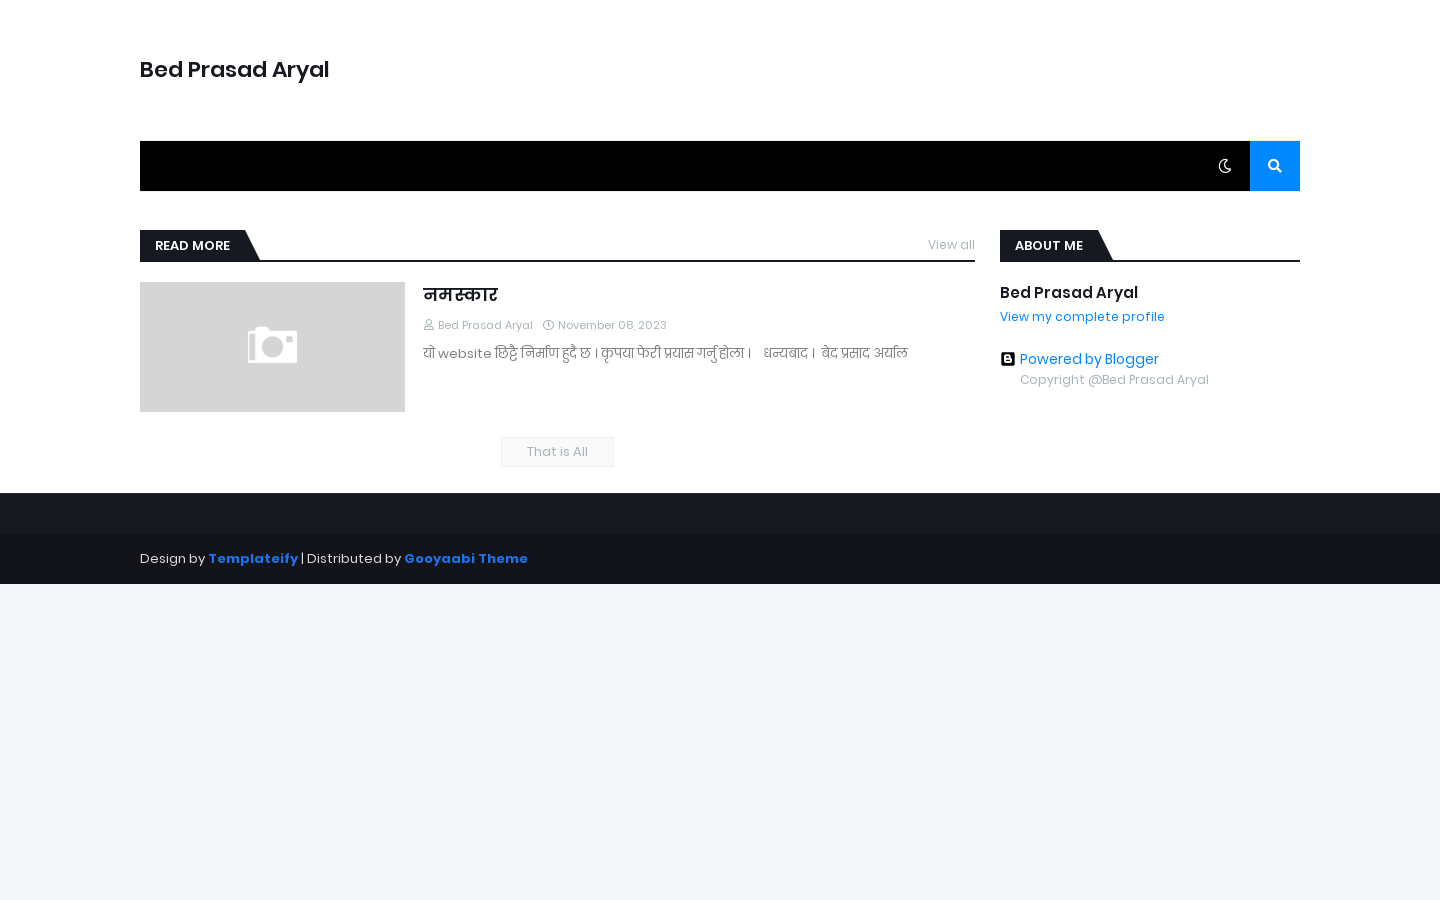 Bed Prasad Aryal
READ MORE
View all
नमस्कार
Bed Prasad Aryal November 08, 2023
यो website छिट्टै निर्माण हुदै छ । कृपया फेरी प्रयास गर्नु होला । धन्यबाद । बेद प्रसाद अर्याल
That is All
ABOUT ME
Bed Prasad Aryal
View my complete profile
Powered by Blogger
Copyright @Bed Prasad Aryal
Design by Templateify | Distributed by Gooyaabi Theme